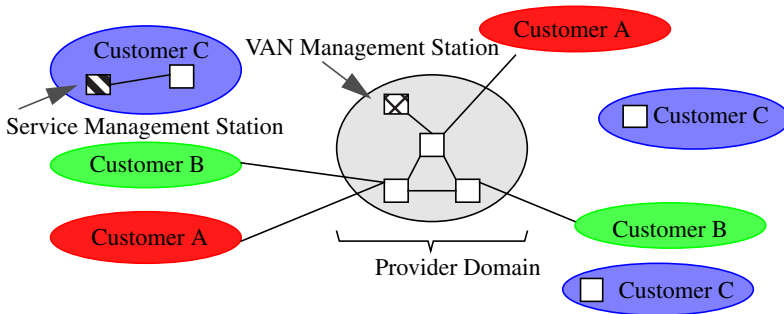 Customer A
Customer C
VAN Management Station
Service Management Station
Customer C
Customer B
Customer A
Customer B
Provider Domain
Customer C